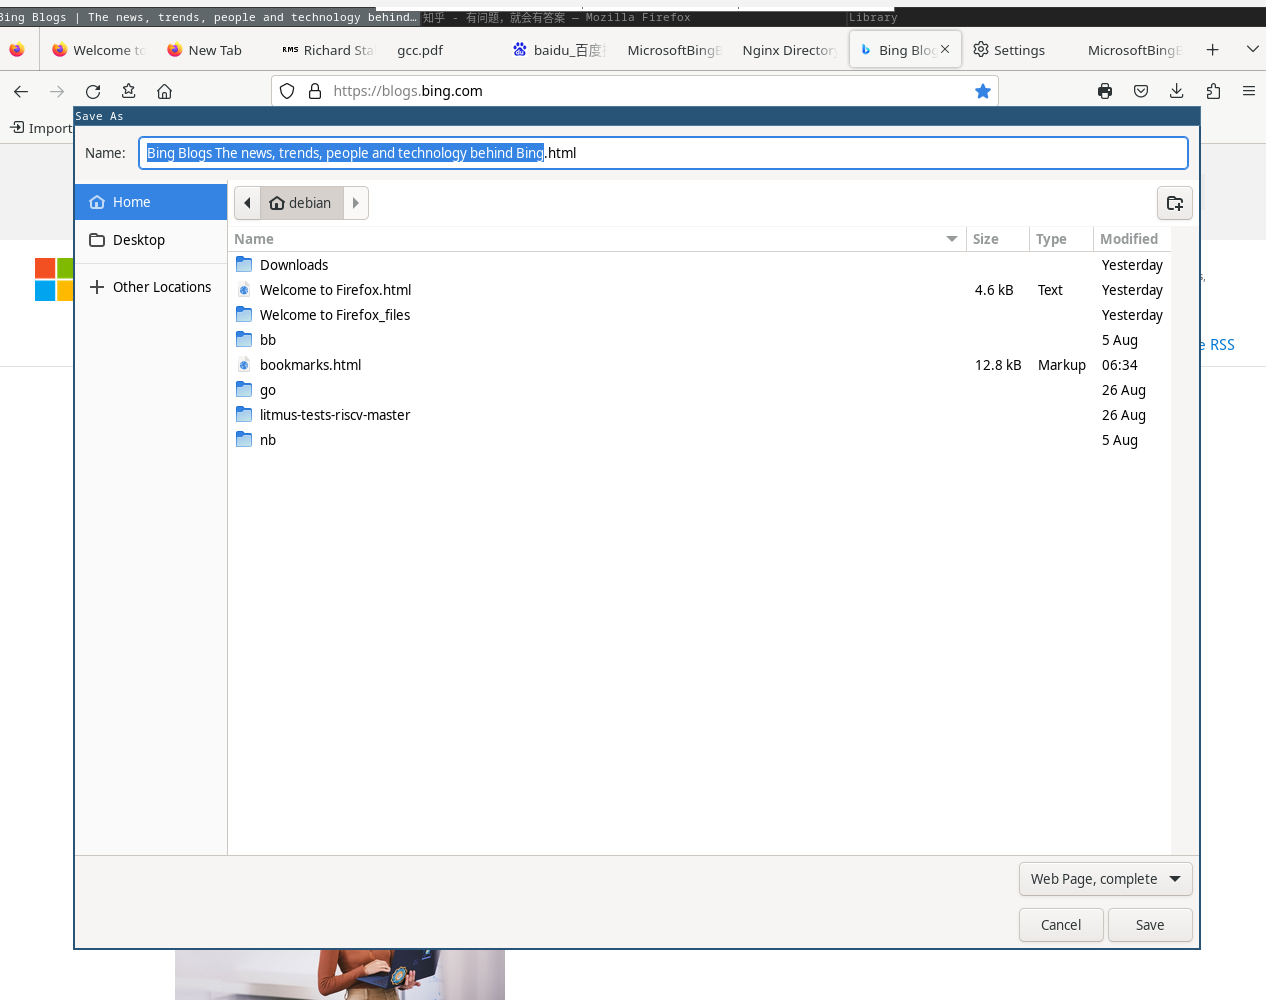 Bing Blogs | The news, trends, people and technology behind… 知乎 - 有问题，就会有答案 — Mozilla Firefox Library
Welcome to New Tab RMS Richard Sta gcc.pdf baidu_百度 MicrosoftBingB Nginx Directory Bing Blog Settings MicrosoftBingB
https://blogs.bing.com
Import
Save As
Name: Bing Blogs The news, trends, people and technology behind Bing.html
Home
debian
Desktop
Other Locations
Name Size Type Modified
Downloads Yesterday
Welcome to Firefox.html 4.6 kB Text Yesterday
Welcome to Firefox_files Yesterday
bb 5 Aug
bookmarks.html 12.8 kB Markup 06:34
go 26 Aug
litmus-tests-riscv-master 26 Aug
nb 5 Aug
s,
e RSS
Web Page, complete
Cancel Save